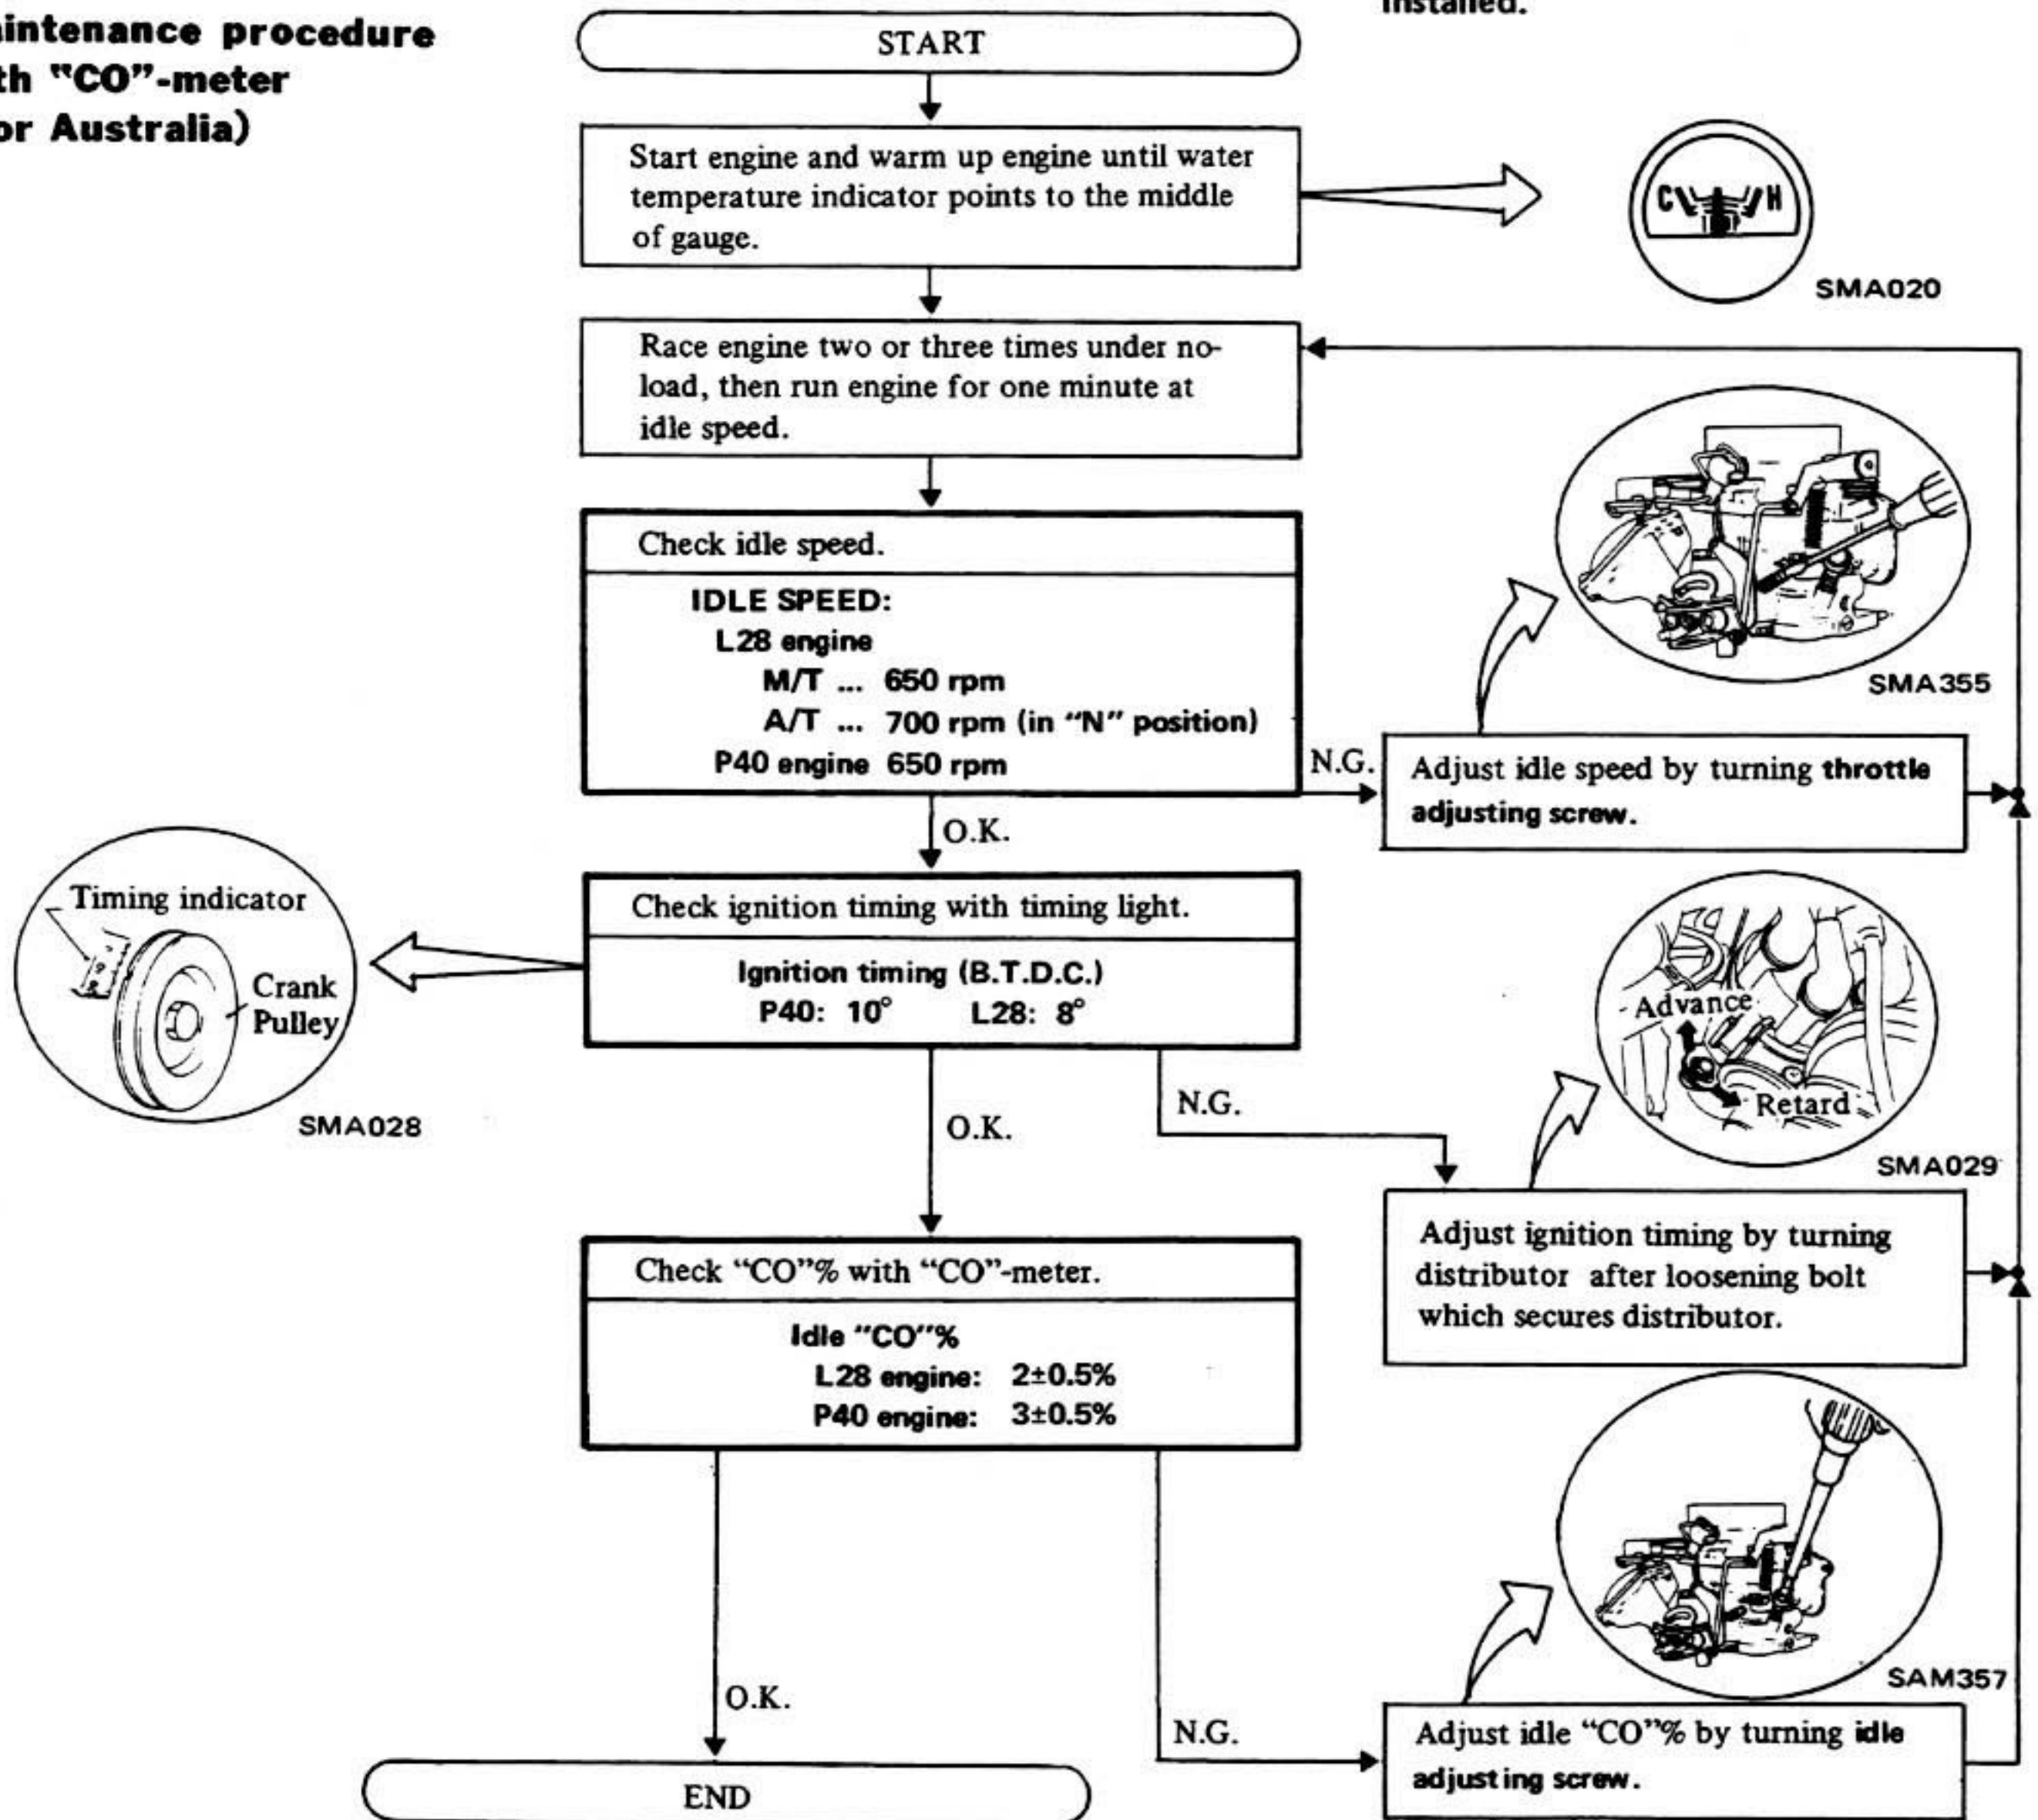 intenance procedure
th "CO"-meter
or Australia)
Installed.
START
Start engine and warm up engine until water
temperature indicator points to the middle
of gauge.
C H
SMA020
Race engine two or three times under no-
load, then run engine for one minute at
idle speed.
Check idle speed.
IDLE SPEED:
L28 engine
M/T ... 650 rpm
A/T ... 700 rpm (in "N" position)
P40 engine 650 rpm
SMA355
N.G.
Adjust idle speed by turning throttle
adjusting screw.
O.K.
Timing indicator
Crank
Pulley
SMA028
Check ignition timing with timing light.
Ignition timing (B.T.D.C.)
P40: 10° L28: 8°
Advance
Retard
SMA029
O.K.
N.G.
Adjust ignition timing by turning
distributor after loosening bolt
which secures distributor.
Check "CO"% with "CO"-meter.
Idle "CO"%
L28 engine: 2±0.5%
P40 engine: 3±0.5%
SAM357
O.K.
N.G.
Adjust idle "CO"% by turning idle
adjusting screw.
END